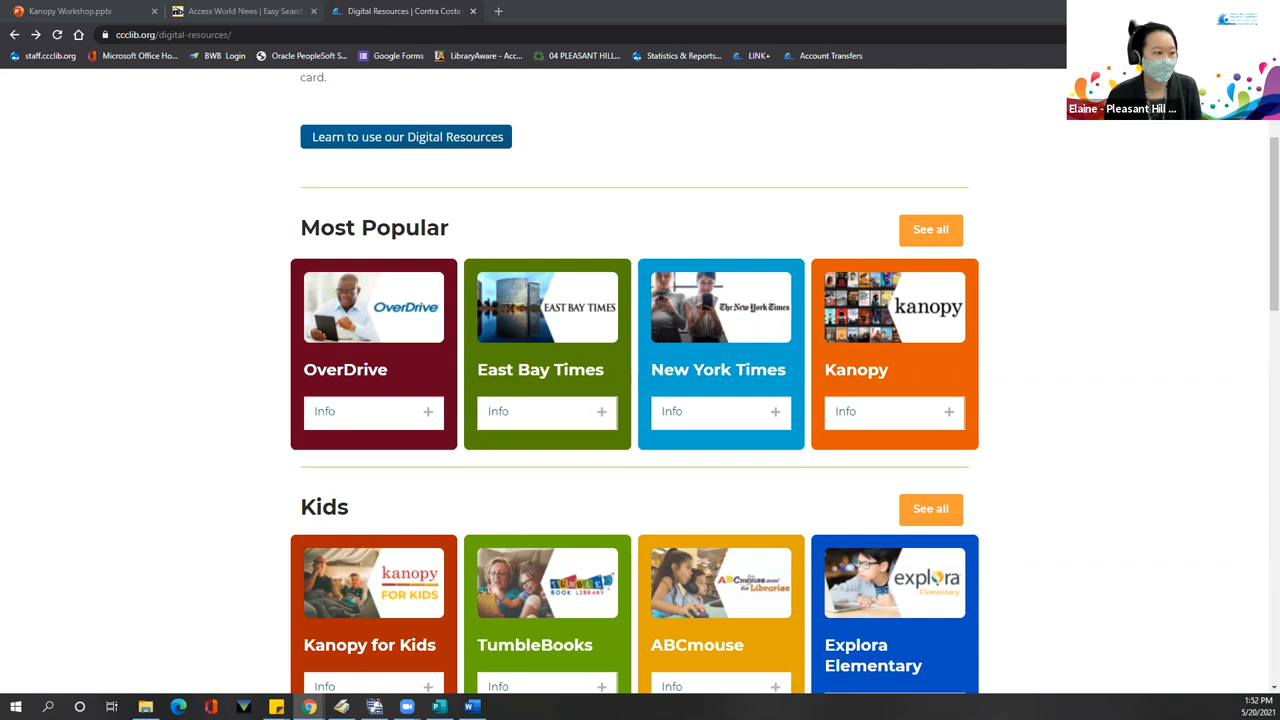 Kanopy Workshop.pptx
Access World News | Easy Searc
Digital Resources | Contra Costa
ccclib.org/digital-resources/
staff.ccclib.org
Microsoft Office Ho...
BWB Login
Oracle PeopleSoft S...
Google Forms
LibraryAware - Acc...
04 PLEASANT HILL...
Statistics & Reports...
LINK+
Account Transfers
Elaine - Pleasant Hill ...
card.
Learn to use our Digital Resources
Most Popular
See all
OverDrive
EAST BAY TIMES
The New York Times
kanopy
OverDrive
East Bay Times
New York Times
Kanopy
Info
Info
Info
Info
Kids
See all
kanopy
FOR KIDS
TUMBLE
BOOK LIBRARY
ABCmouse.com
for Libraries
explora
Elementary
Kanopy for Kids
TumbleBooks
ABCmouse
Explora
Elementary
Info
Info
Info
1:52 PM
5/20/2021